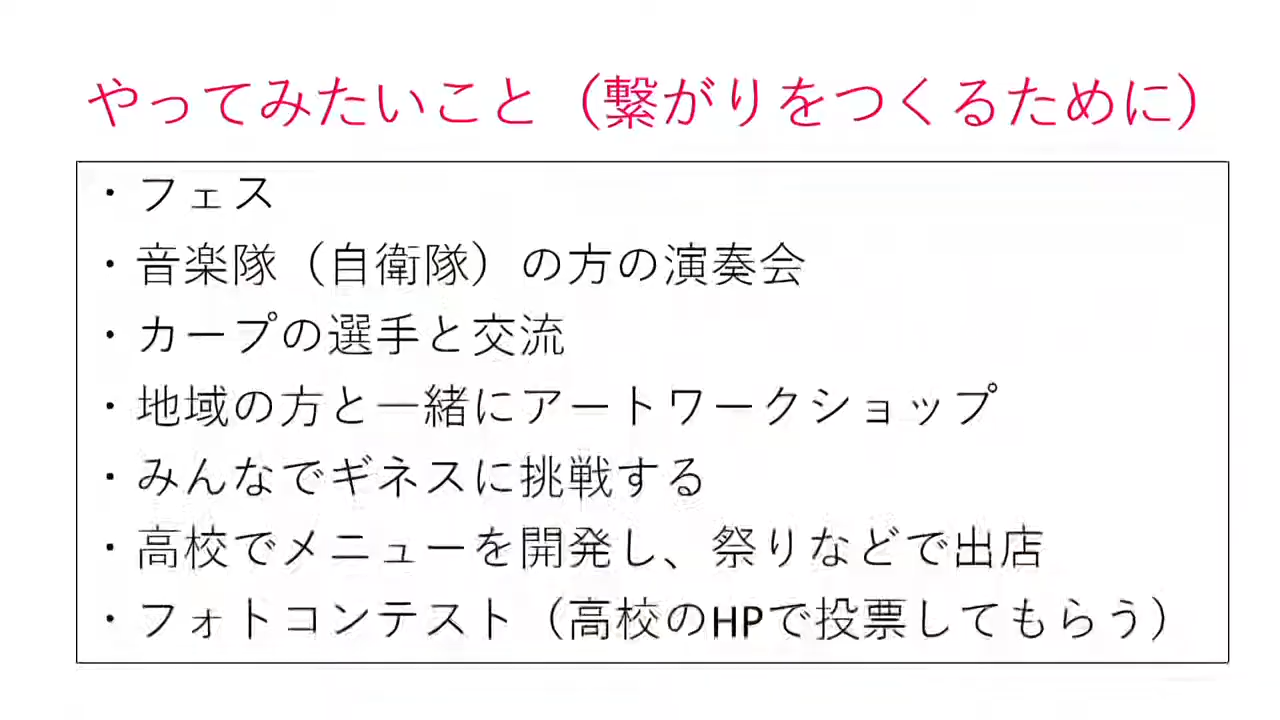 やってみたいこと（繋がりをつくるために）
・フェス
・音楽隊（自衛隊）の方の演奏会
・カープの選手と交流
・地域の方と一緒にアートワークショップ
・みんなでギネスに挑戦する
・高校でメニューを開発し、祭りなどで出店
・フォトコンテスト（高校のHPで投票してもらう）